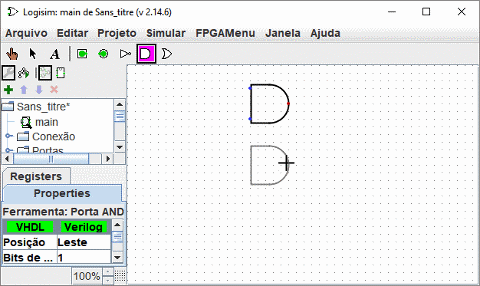 Logisim: main de Sans_titre (v 2.14.6)
Arquivo Editar Projeto Simular FPGAMenu Janela Ajuda
A
Sans_titre*
main
Conexão
Portas
Registers
Properties
Ferramenta: Porta AND
VHDL Verilog
Posição Leste
Bits de ... 1
100%